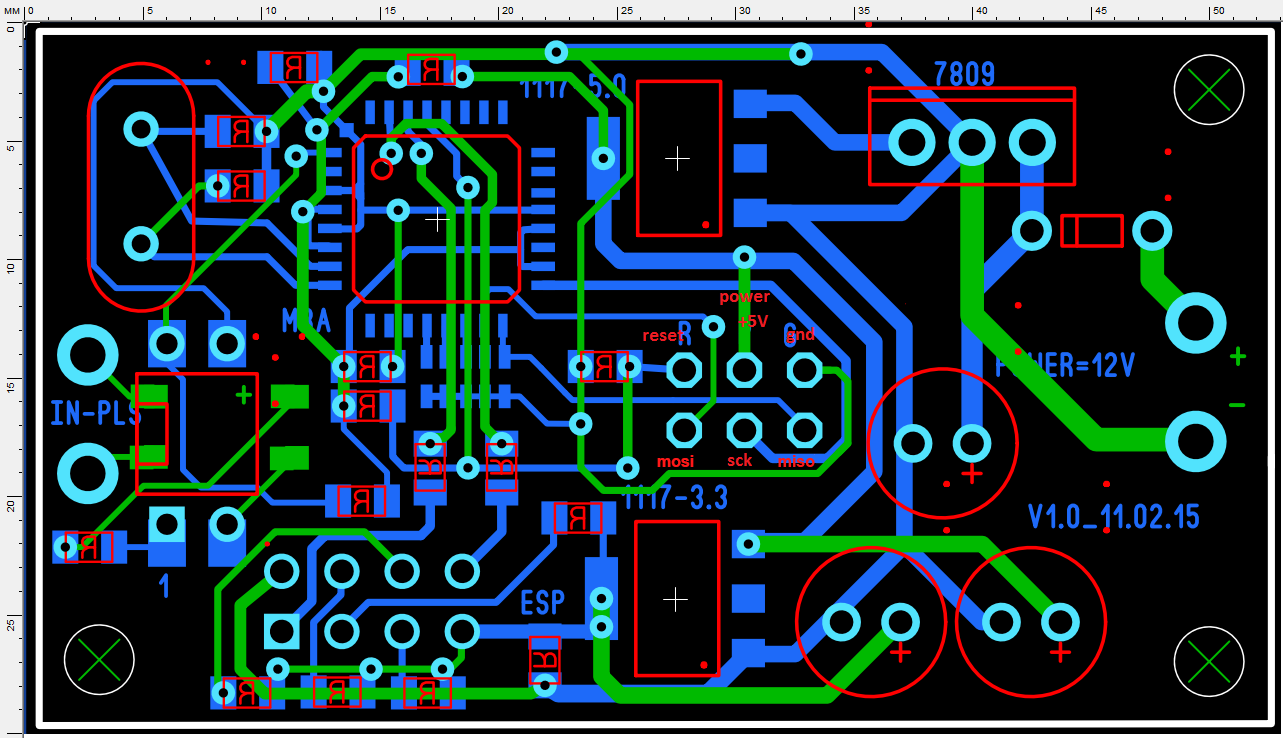 мм 0 5 10 15 20 25 30 35 40 45 50
0
5
10
15
20
25
R
R
1117 5.0
7809
R
R
power
+5V
reset
R
G
gnd
R
R
R
POWER=12V
+
−
+
IN-PLS
mosi
sck
miso
R
R
+
R
1117-3.3
R
V1.0_11.02.15
R
1
ESP
R
+
+
R
R
R